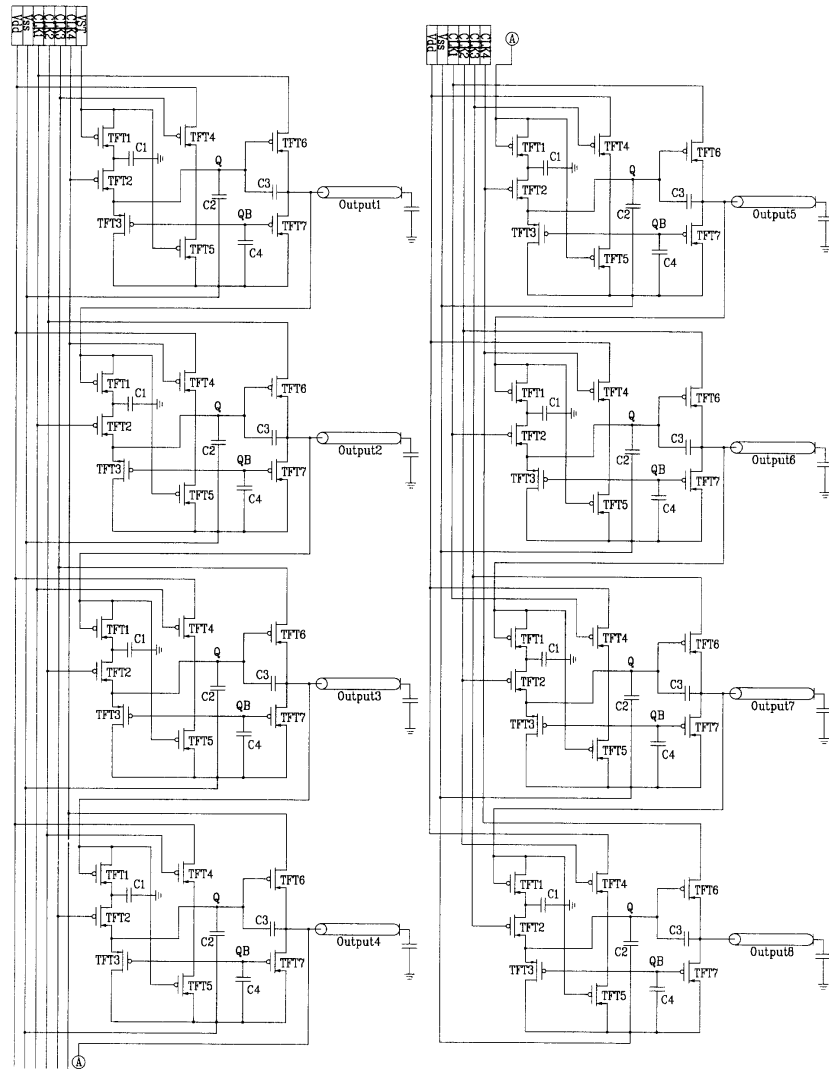 Vdd
Vss
CLK1
CLK2
CLK3
CLK4
VST
TFT1
TFT4
C1
TFT6
TFT2
Q
C3
C2
Output1
TFT3
QB
TFT7
TFT5
C4
TFT1
TFT4
C1
TFT6
TFT2
Q
C3
C2
Output2
TFT3
QB
TFT7
TFT5
C4
TFT1
TFT4
C1
TFT6
TFT2
Q
C3
C2
Output3
TFT3
QB
TFT7
TFT5
C4
TFT1
TFT4
C1
TFT6
TFT2
Q
C3
C2
Output4
TFT3
QB
TFT7
TFT5
C4
A
Vdd
Vss
CLK1
CLK2
CLK3
CLK4
A
TFT1
TFT4
C1
TFT6
TFT2
Q
C3
C2
Output5
TFT3
QB
TFT7
TFT5
C4
TFT1
TFT4
C1
TFT6
TFT2
Q
C3
C2
Output6
TFT3
QB
TFT7
TFT5
C4
TFT1
TFT4
C1
TFT6
TFT2
Q
C3
C2
Output7
TFT3
QB
TFT7
TFT5
C4
TFT1
TFT4
C1
TFT6
TFT2
Q
C3
C2
Output8
TFT3
QB
TFT7
TFT5
C4